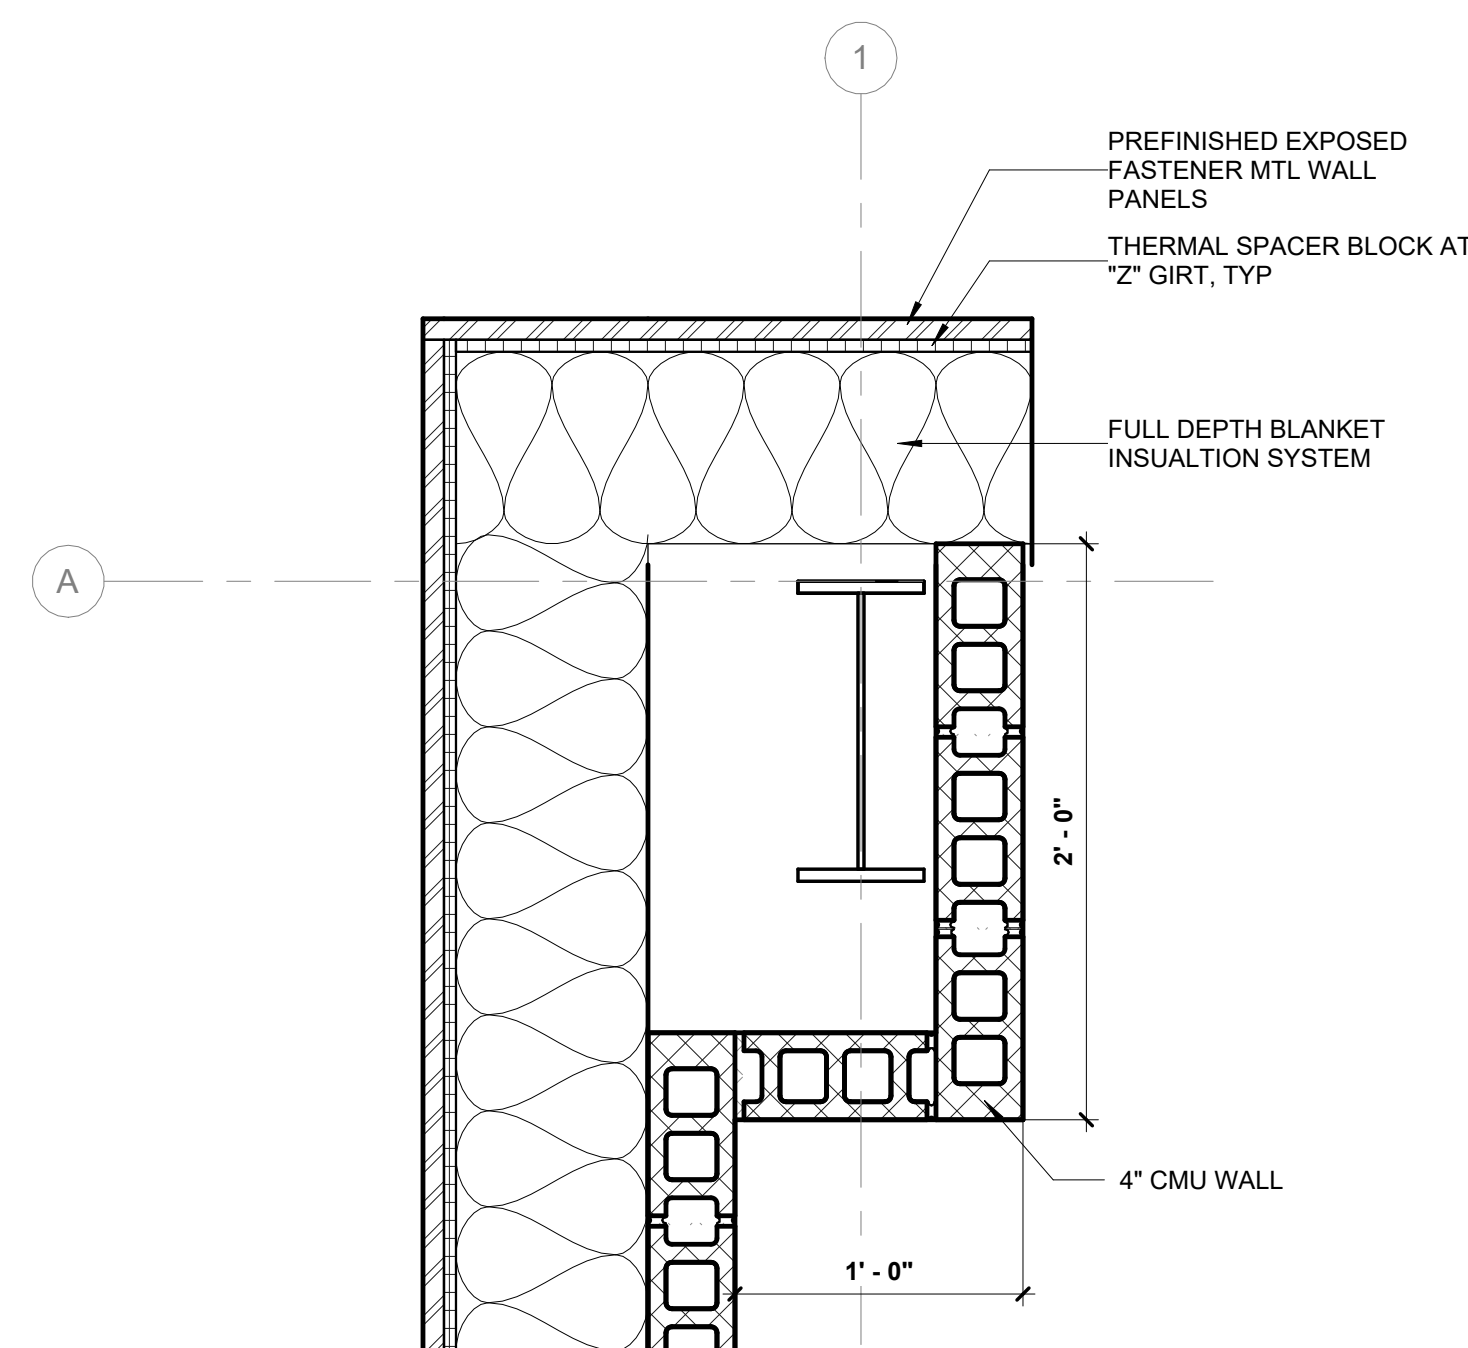 1
PREFINISHED EXPOSED
FASTENER MTL WALL
PANELS
THERMAL SPACER BLOCK AT
"Z" GIRT, TYP
FULL DEPTH BLANKET
INSUALTION SYSTEM
A
2' - 0"
4" CMU WALL
1' - 0"